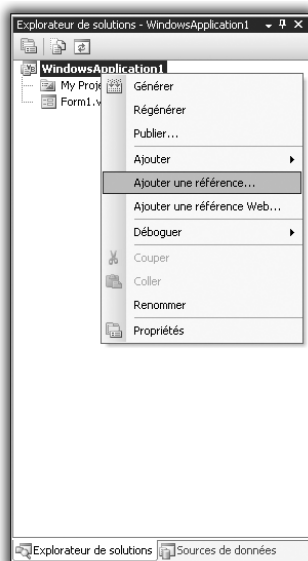 Explorateur de solutions - WindowsApplication1
WindowsApplication1
My Proje
Form1.v
Générer
Régénérer
Publier...
Ajouter
Ajouter une référence...
Ajouter une référence Web...
Déboguer
Couper
Coller
Renommer
Propriétés
Explorateur de solutions
Sources de données